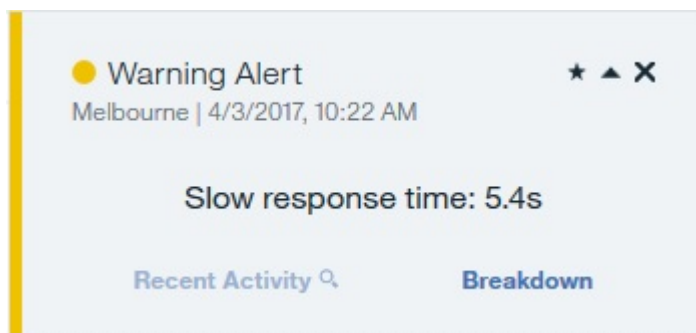 Warning Alert
Melbourne | 4/3/2017, 10:22 AM
Slow response time: 5.4s
Recent Activity
Breakdown